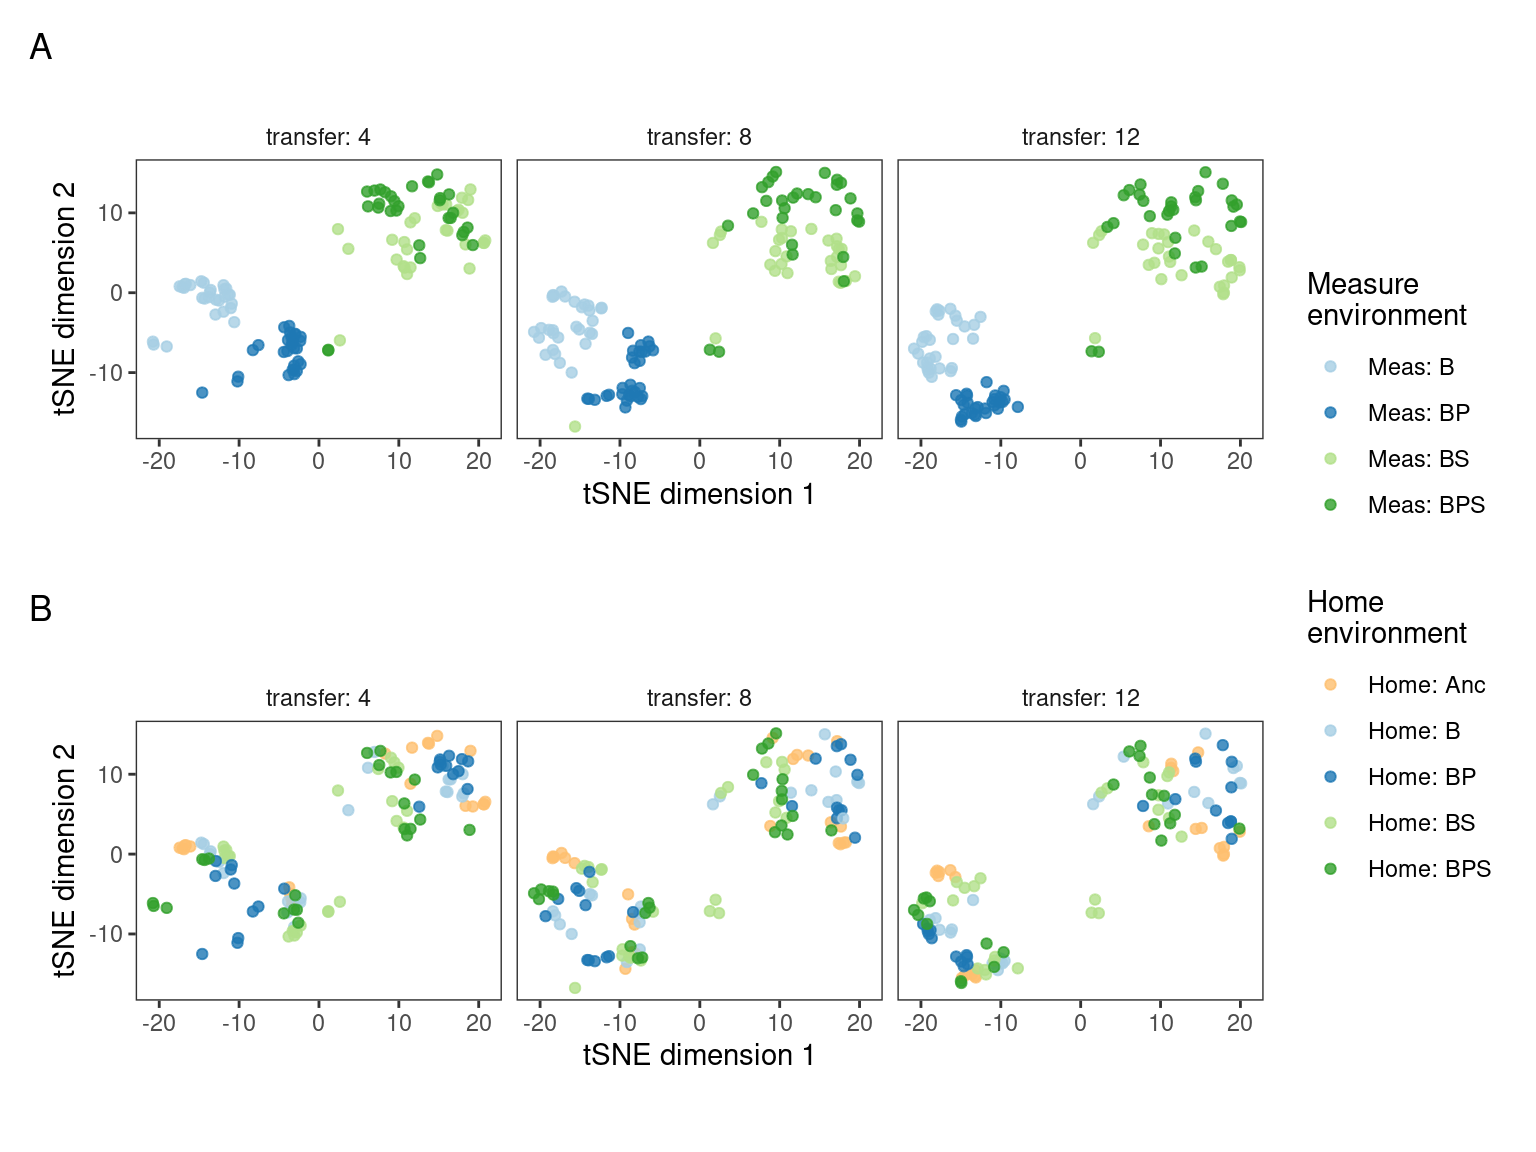 A
transfer: 4
transfer: 8
transfer: 12
tSNE dimension 2
10
0
-10
-20
-10
0
10
20
-20
-10
0
10
20
-20
-10
0
10
20
tSNE dimension 1
Measure
environment
Meas: B
Meas: BP
Meas: BS
Meas: BPS
B
transfer: 4
transfer: 8
transfer: 12
tSNE dimension 2
10
0
-10
-20
-10
0
10
20
-20
-10
0
10
20
-20
-10
0
10
20
tSNE dimension 1
Home
environment
Home: Anc
Home: B
Home: BP
Home: BS
Home: BPS